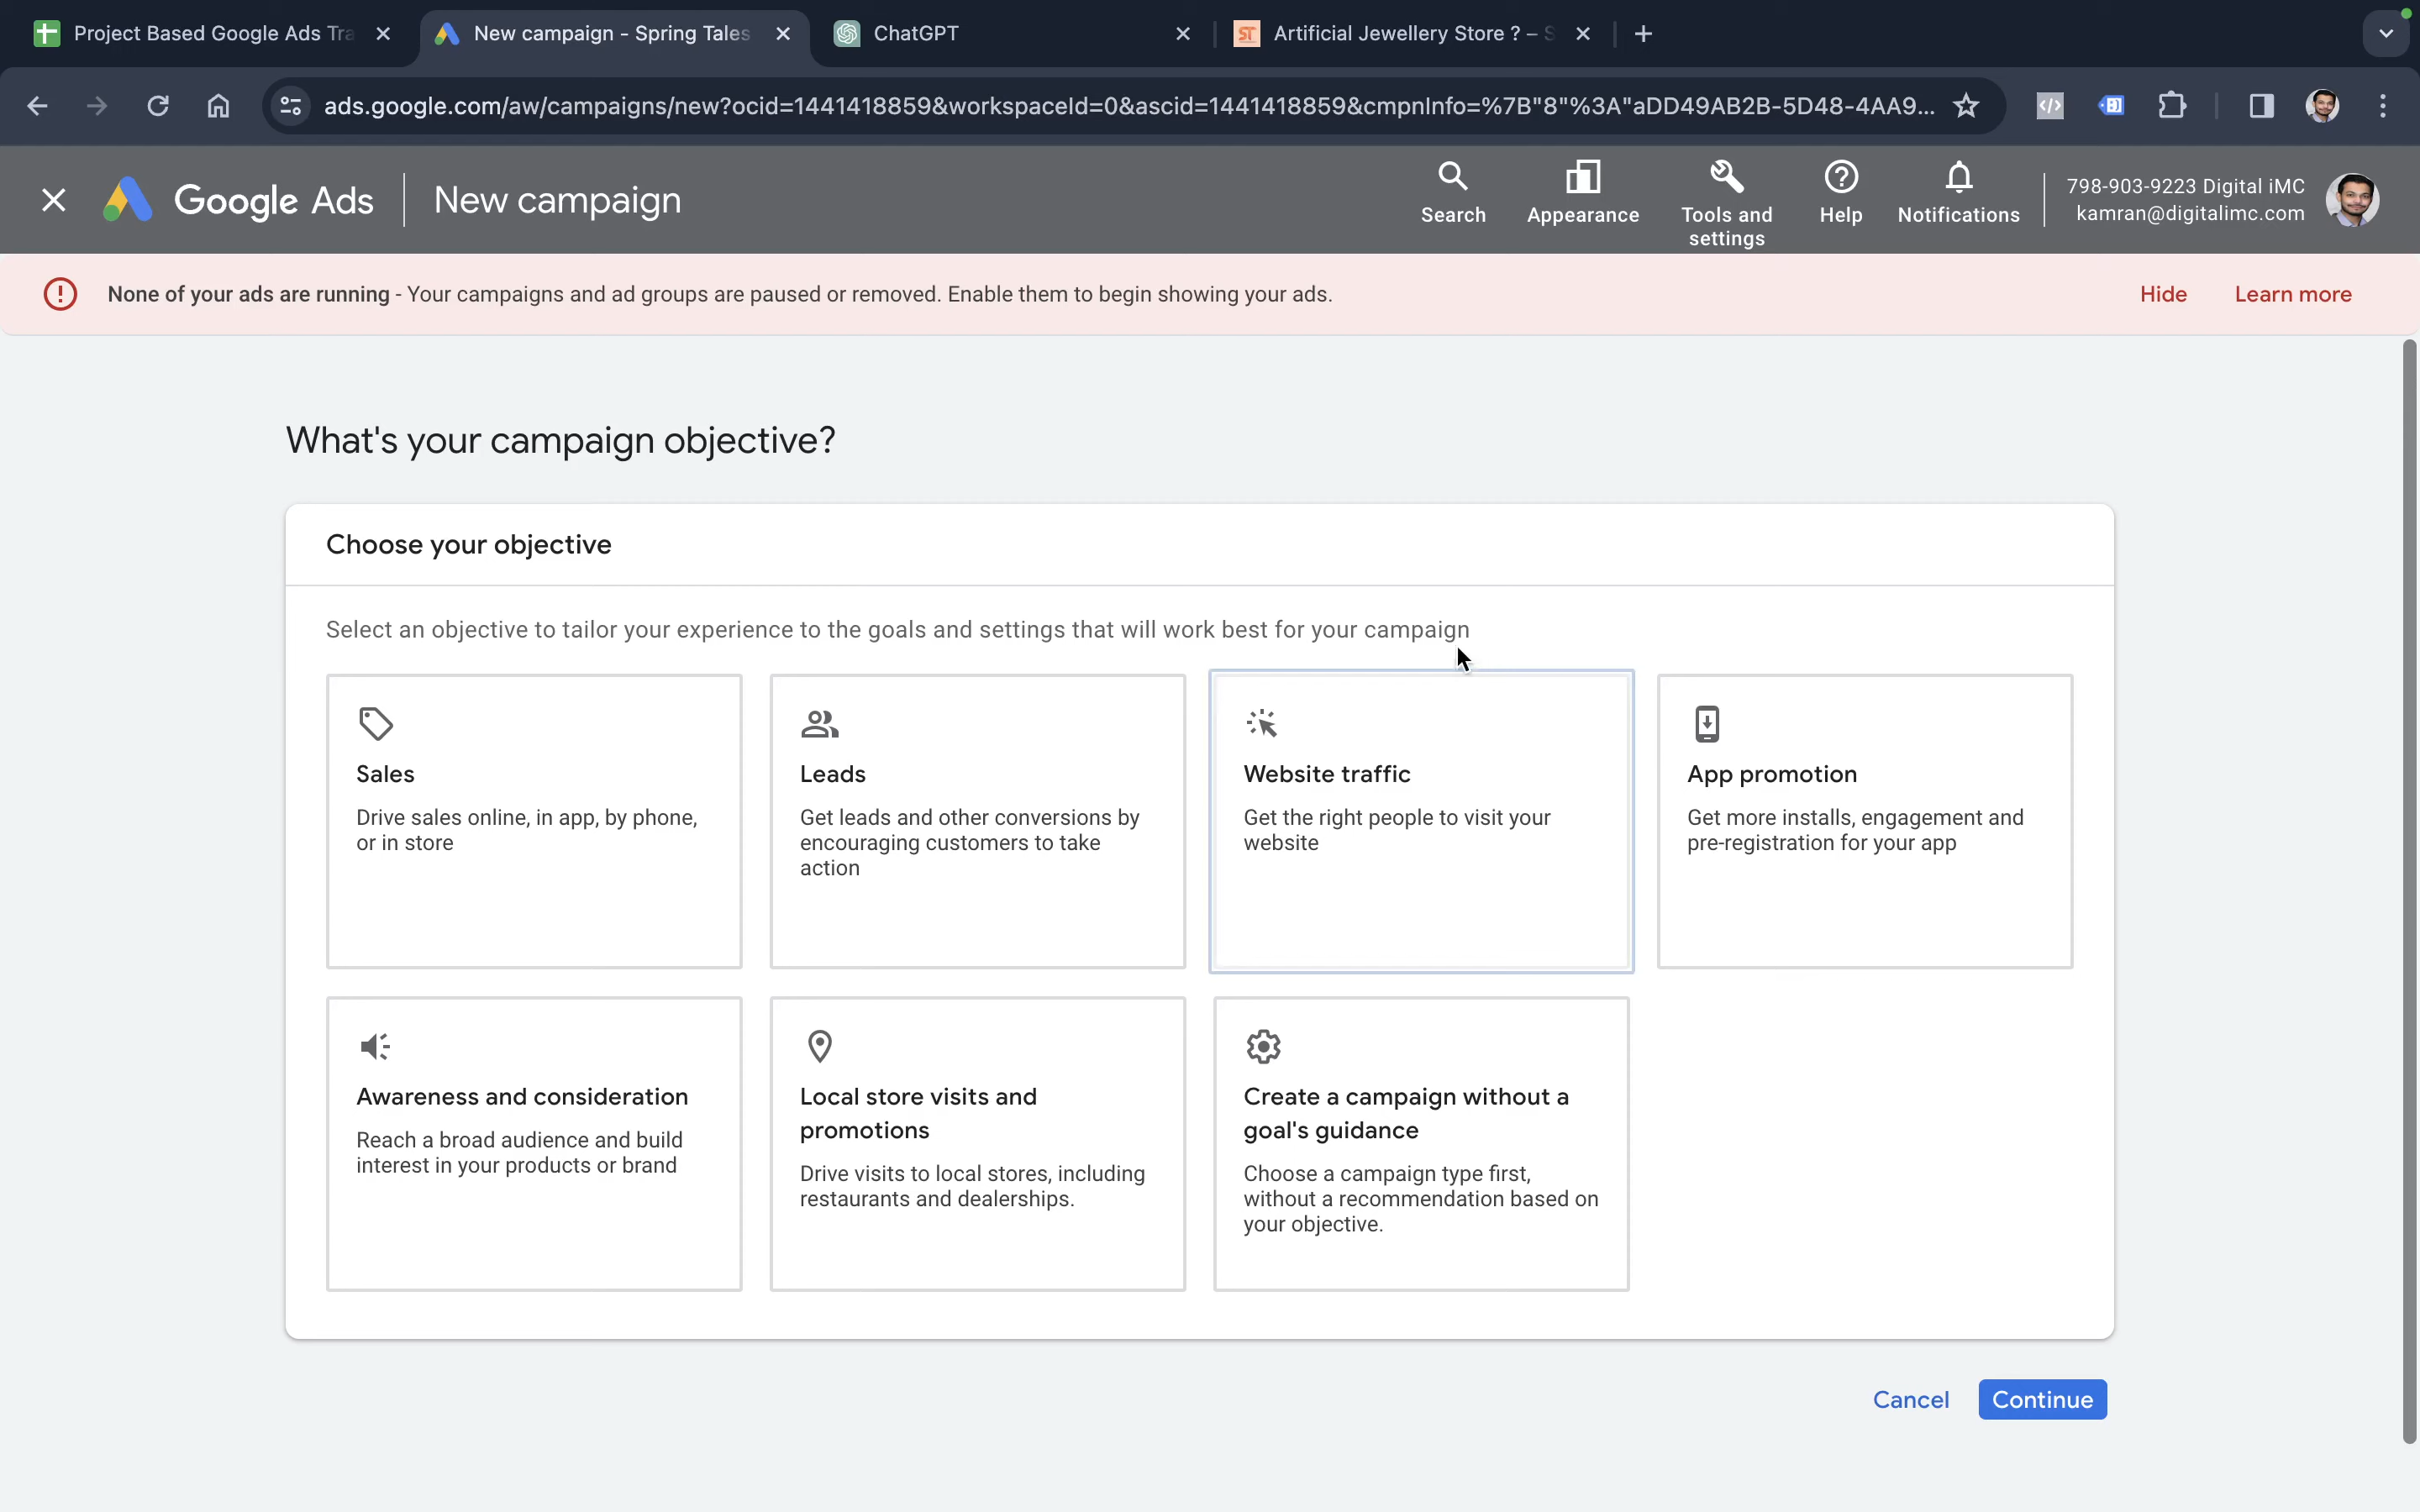 Project Based Google Ads Tra
New campaign - Spring Tales
ChatGPT
Artificial Jewellery Store ? – S
ads.google.com/aw/campaigns/new?ocid=1441418859&workspaceId=0&ascid=1441418859&cmpnInfo=%7B"8"%3A"aDD49AB2B-5D48-4AA9...
Google Ads
New campaign
Search
Appearance
Tools and
settings
Help
Notifications
798-903-9223 Digital iMC
kamran@digitalimc.com
None of your ads are running - Your campaigns and ad groups are paused or removed. Enable them to begin showing your ads.
Hide
Learn more
What's your campaign objective?
Choose your objective
Select an objective to tailor your experience to the goals and settings that will work best for your campaign
Sales
Drive sales online, in app, by phone,
or in store
Leads
Get leads and other conversions by
encouraging customers to take
action
Website traffic
Get the right people to visit your
website
App promotion
Get more installs, engagement and
pre-registration for your app
Awareness and consideration
Reach a broad audience and build
interest in your products or brand
Local store visits and
promotions
Drive visits to local stores, including
restaurants and dealerships.
Create a campaign without a
goal's guidance
Choose a campaign type first,
without a recommendation based on
your objective.
Cancel
Continue